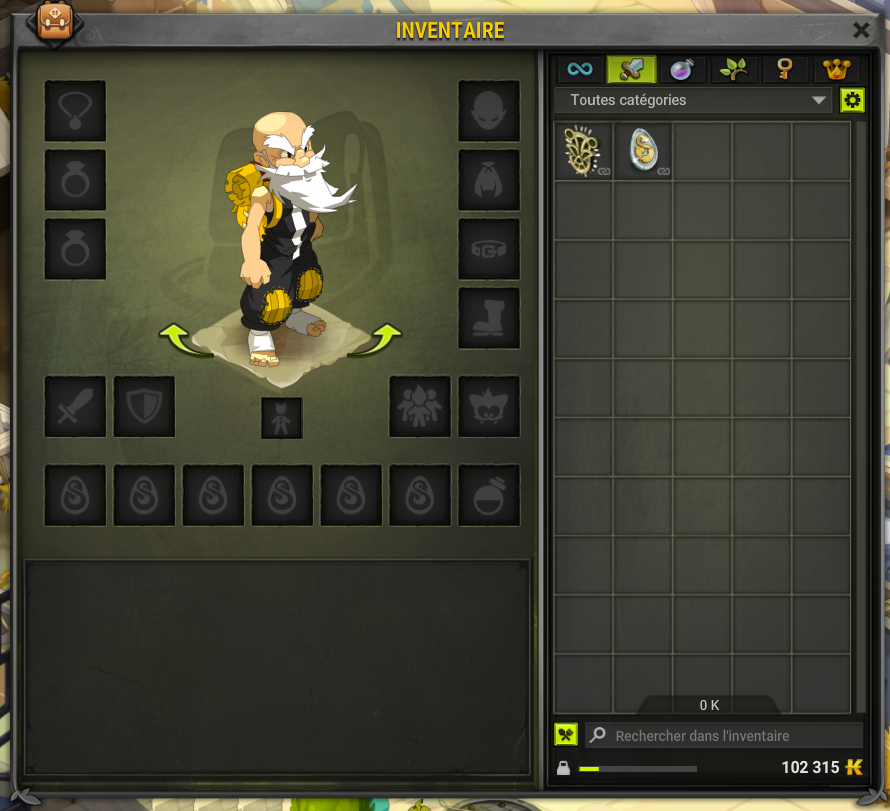 INVENTAIRE
Toutes catégories
0 K
Rechercher dans l'inventaire
102 315 K